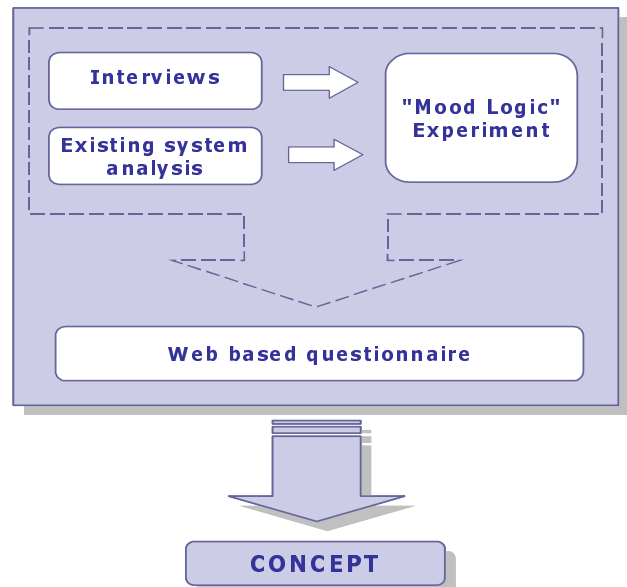 Interviews
"Mood Logic"
Experiment
Existing system
analysis
Web based questionnaire
CONCEPT